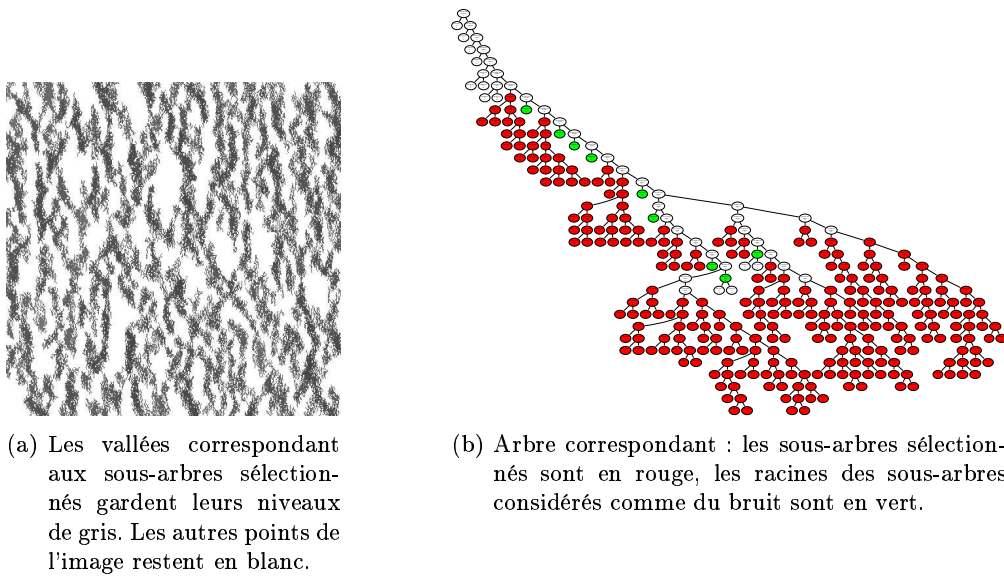 (a) Les vallées correspondant
aux sous-arbres sélection-
nés gardent leurs niveaux
de gris. Les autres points de
l'image restent en blanc.
(b) Arbre correspondant : les sous-arbres sélection-
nés sont en rouge, les racines des sous-arbres
considérés comme du bruit sont en vert.